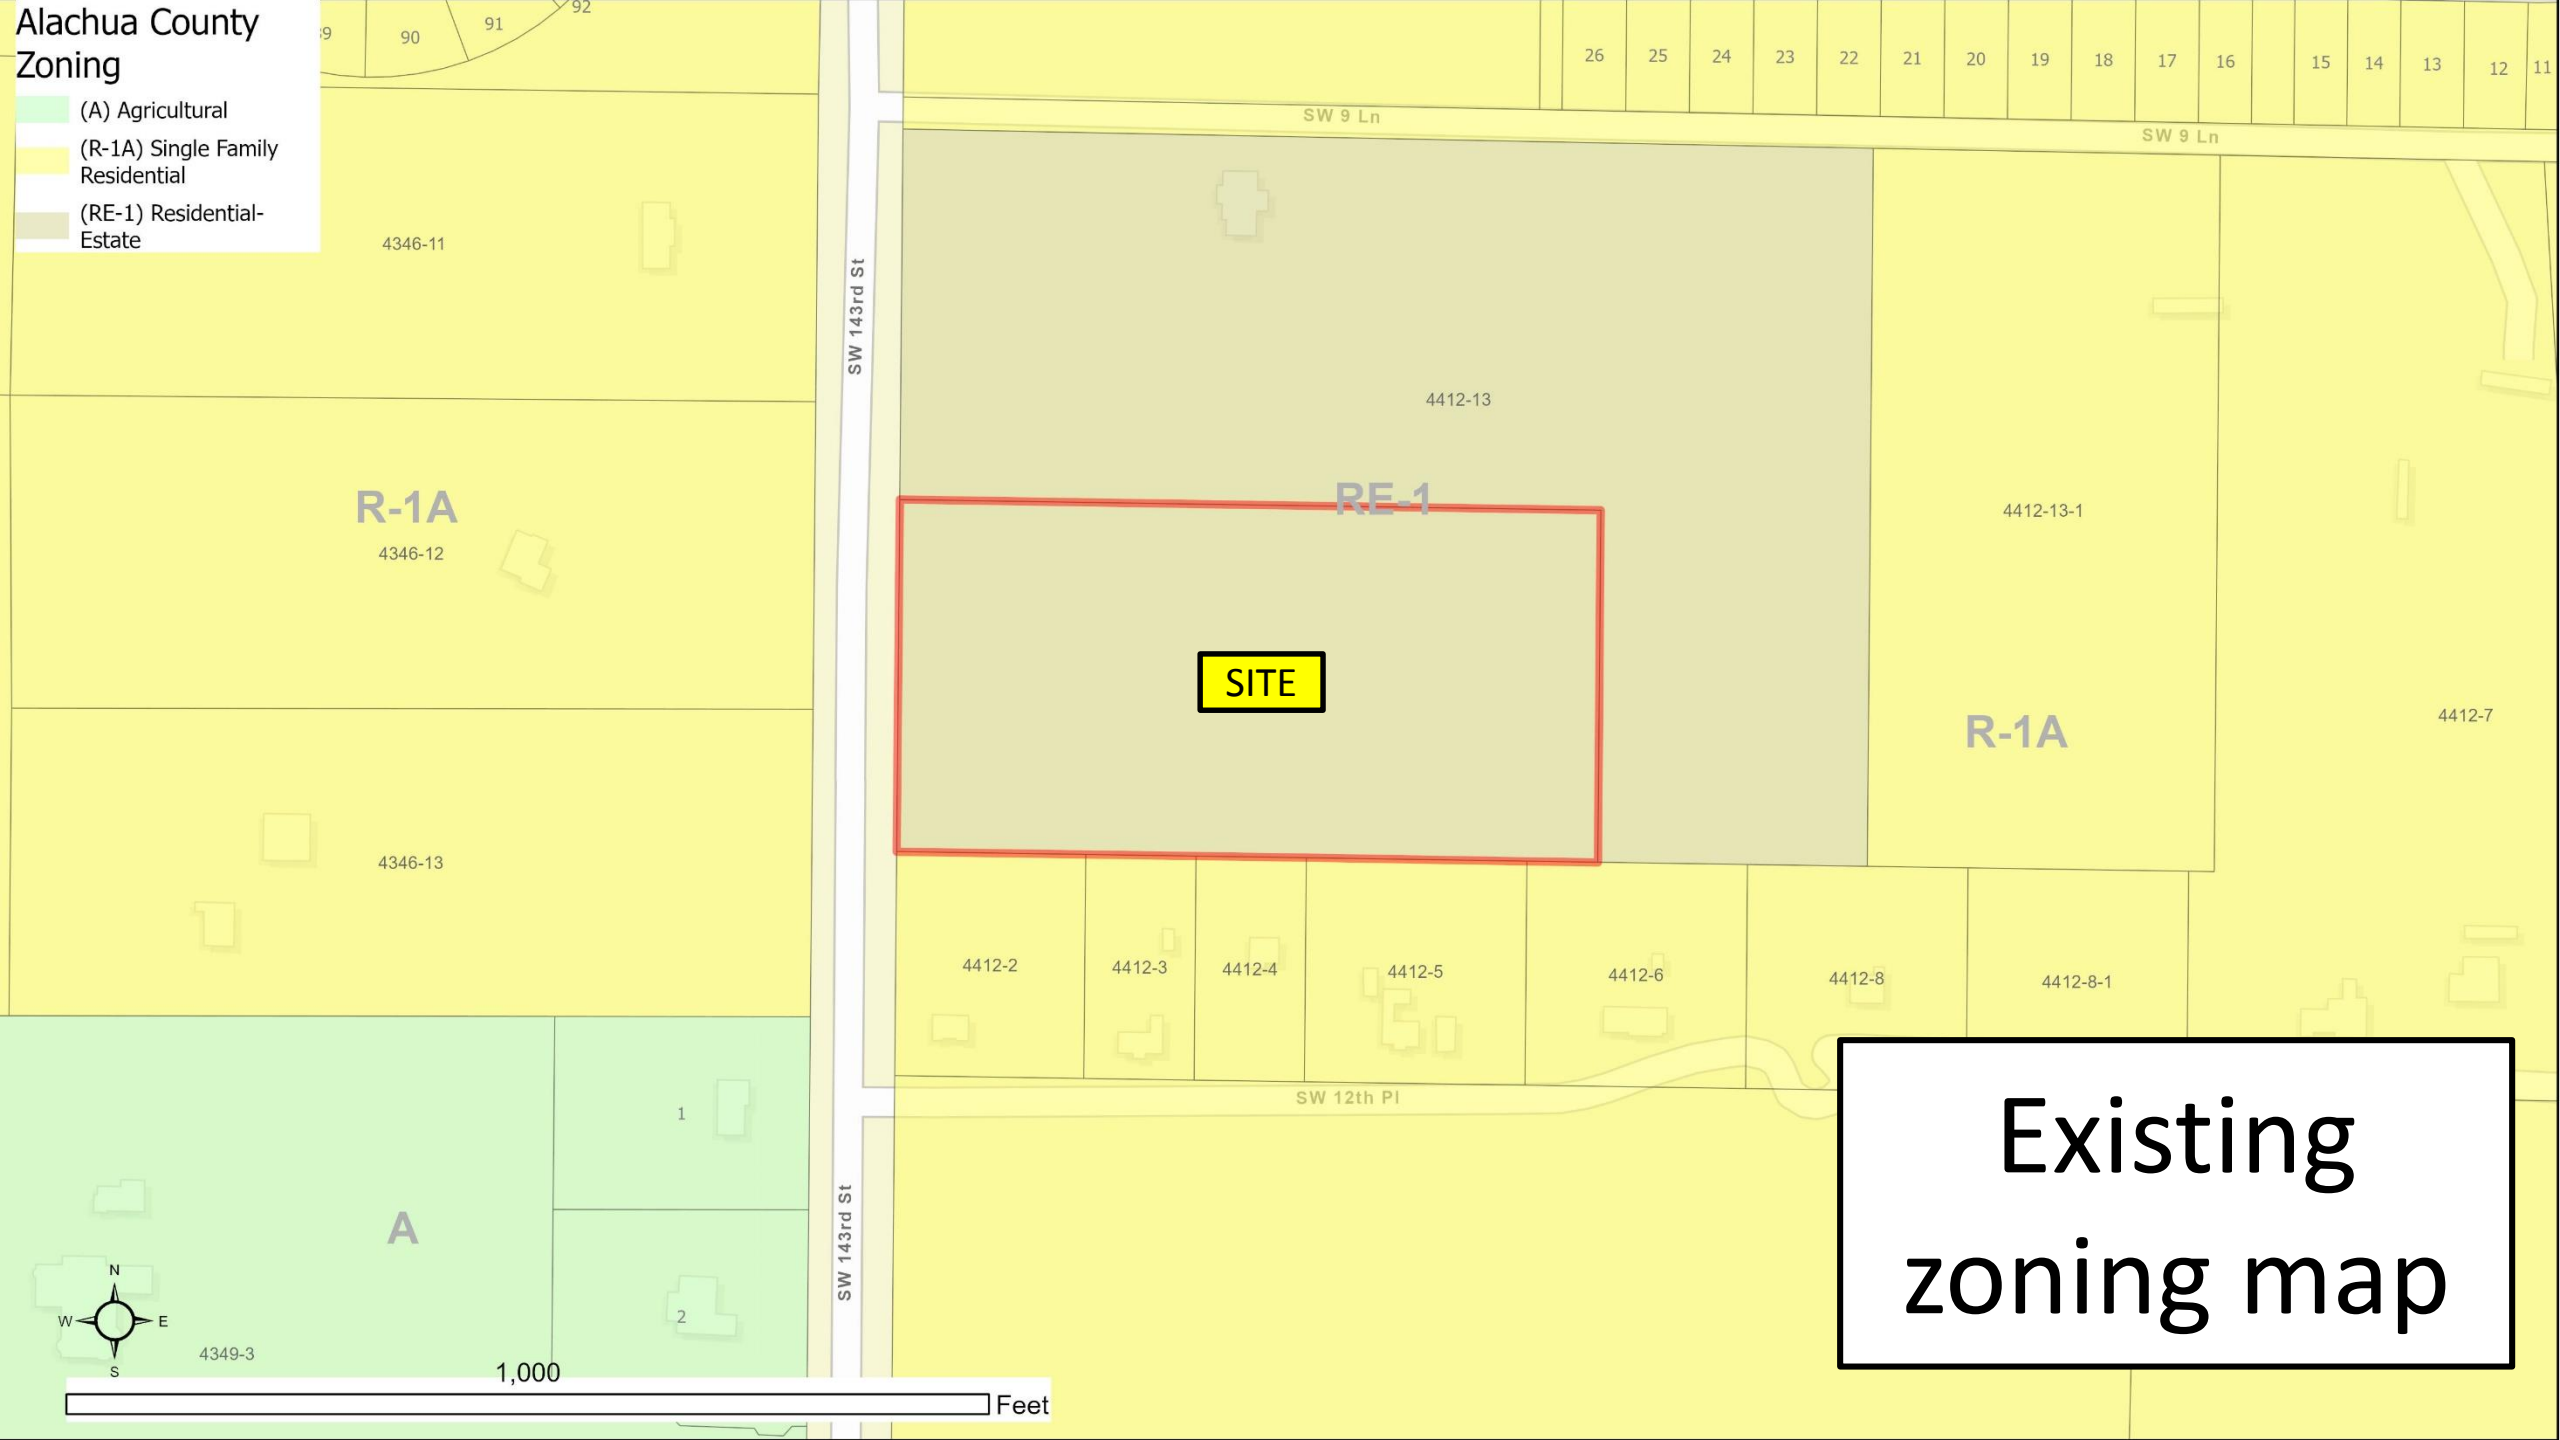 Alachua County
Zoning
(A) Agricultural
(R-1A) Single Family
Residential
(RE-1) Residential-
Estate
90
91
92
26
25
24
23
22
21
20
19
18
17
16
15
14
13
12
11
SW 9 Ln
SW 9 Ln
4346-11
SW 143rd St
4412-13
RE-1
R-1A
4346-12
4412-13-1
SITE
R-1A
4412-7
4346-13
4412-2
4412-3
4412-4
4412-5
4412-6
4412-8
4412-8-1
SW 12th Pl
1
A
SW 143rd St
2
N
W
E
S
4349-3
1,000
Feet
Existing
zoning map